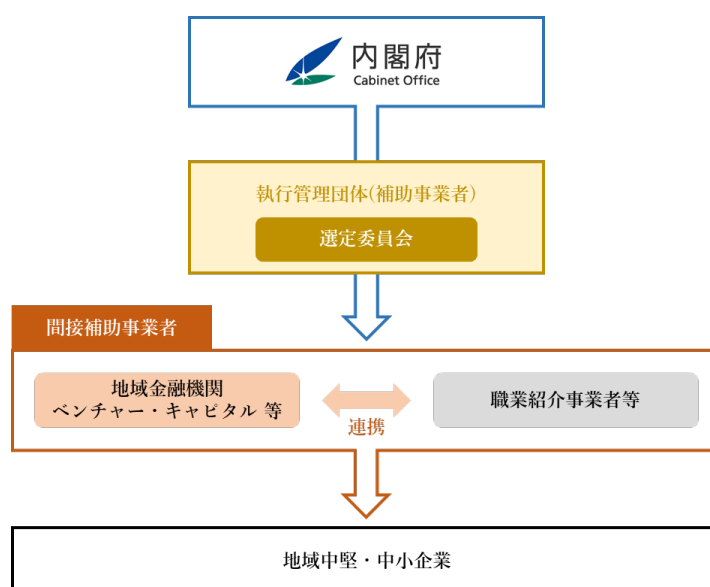 内閣府
Cabinet Office
執行管理団体(補助事業者)
選定委員会
間接補助事業者
地域金融機関
ベンチャー・キャピタル 等
連携
職業紹介事業者等
地域中堅・中小企業